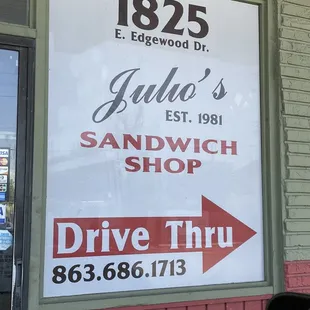 1825
E. Edgewood Dr.
Julio's
EST. 1981
SANDWICH
SHOP
Drive Thru
863.686.1713